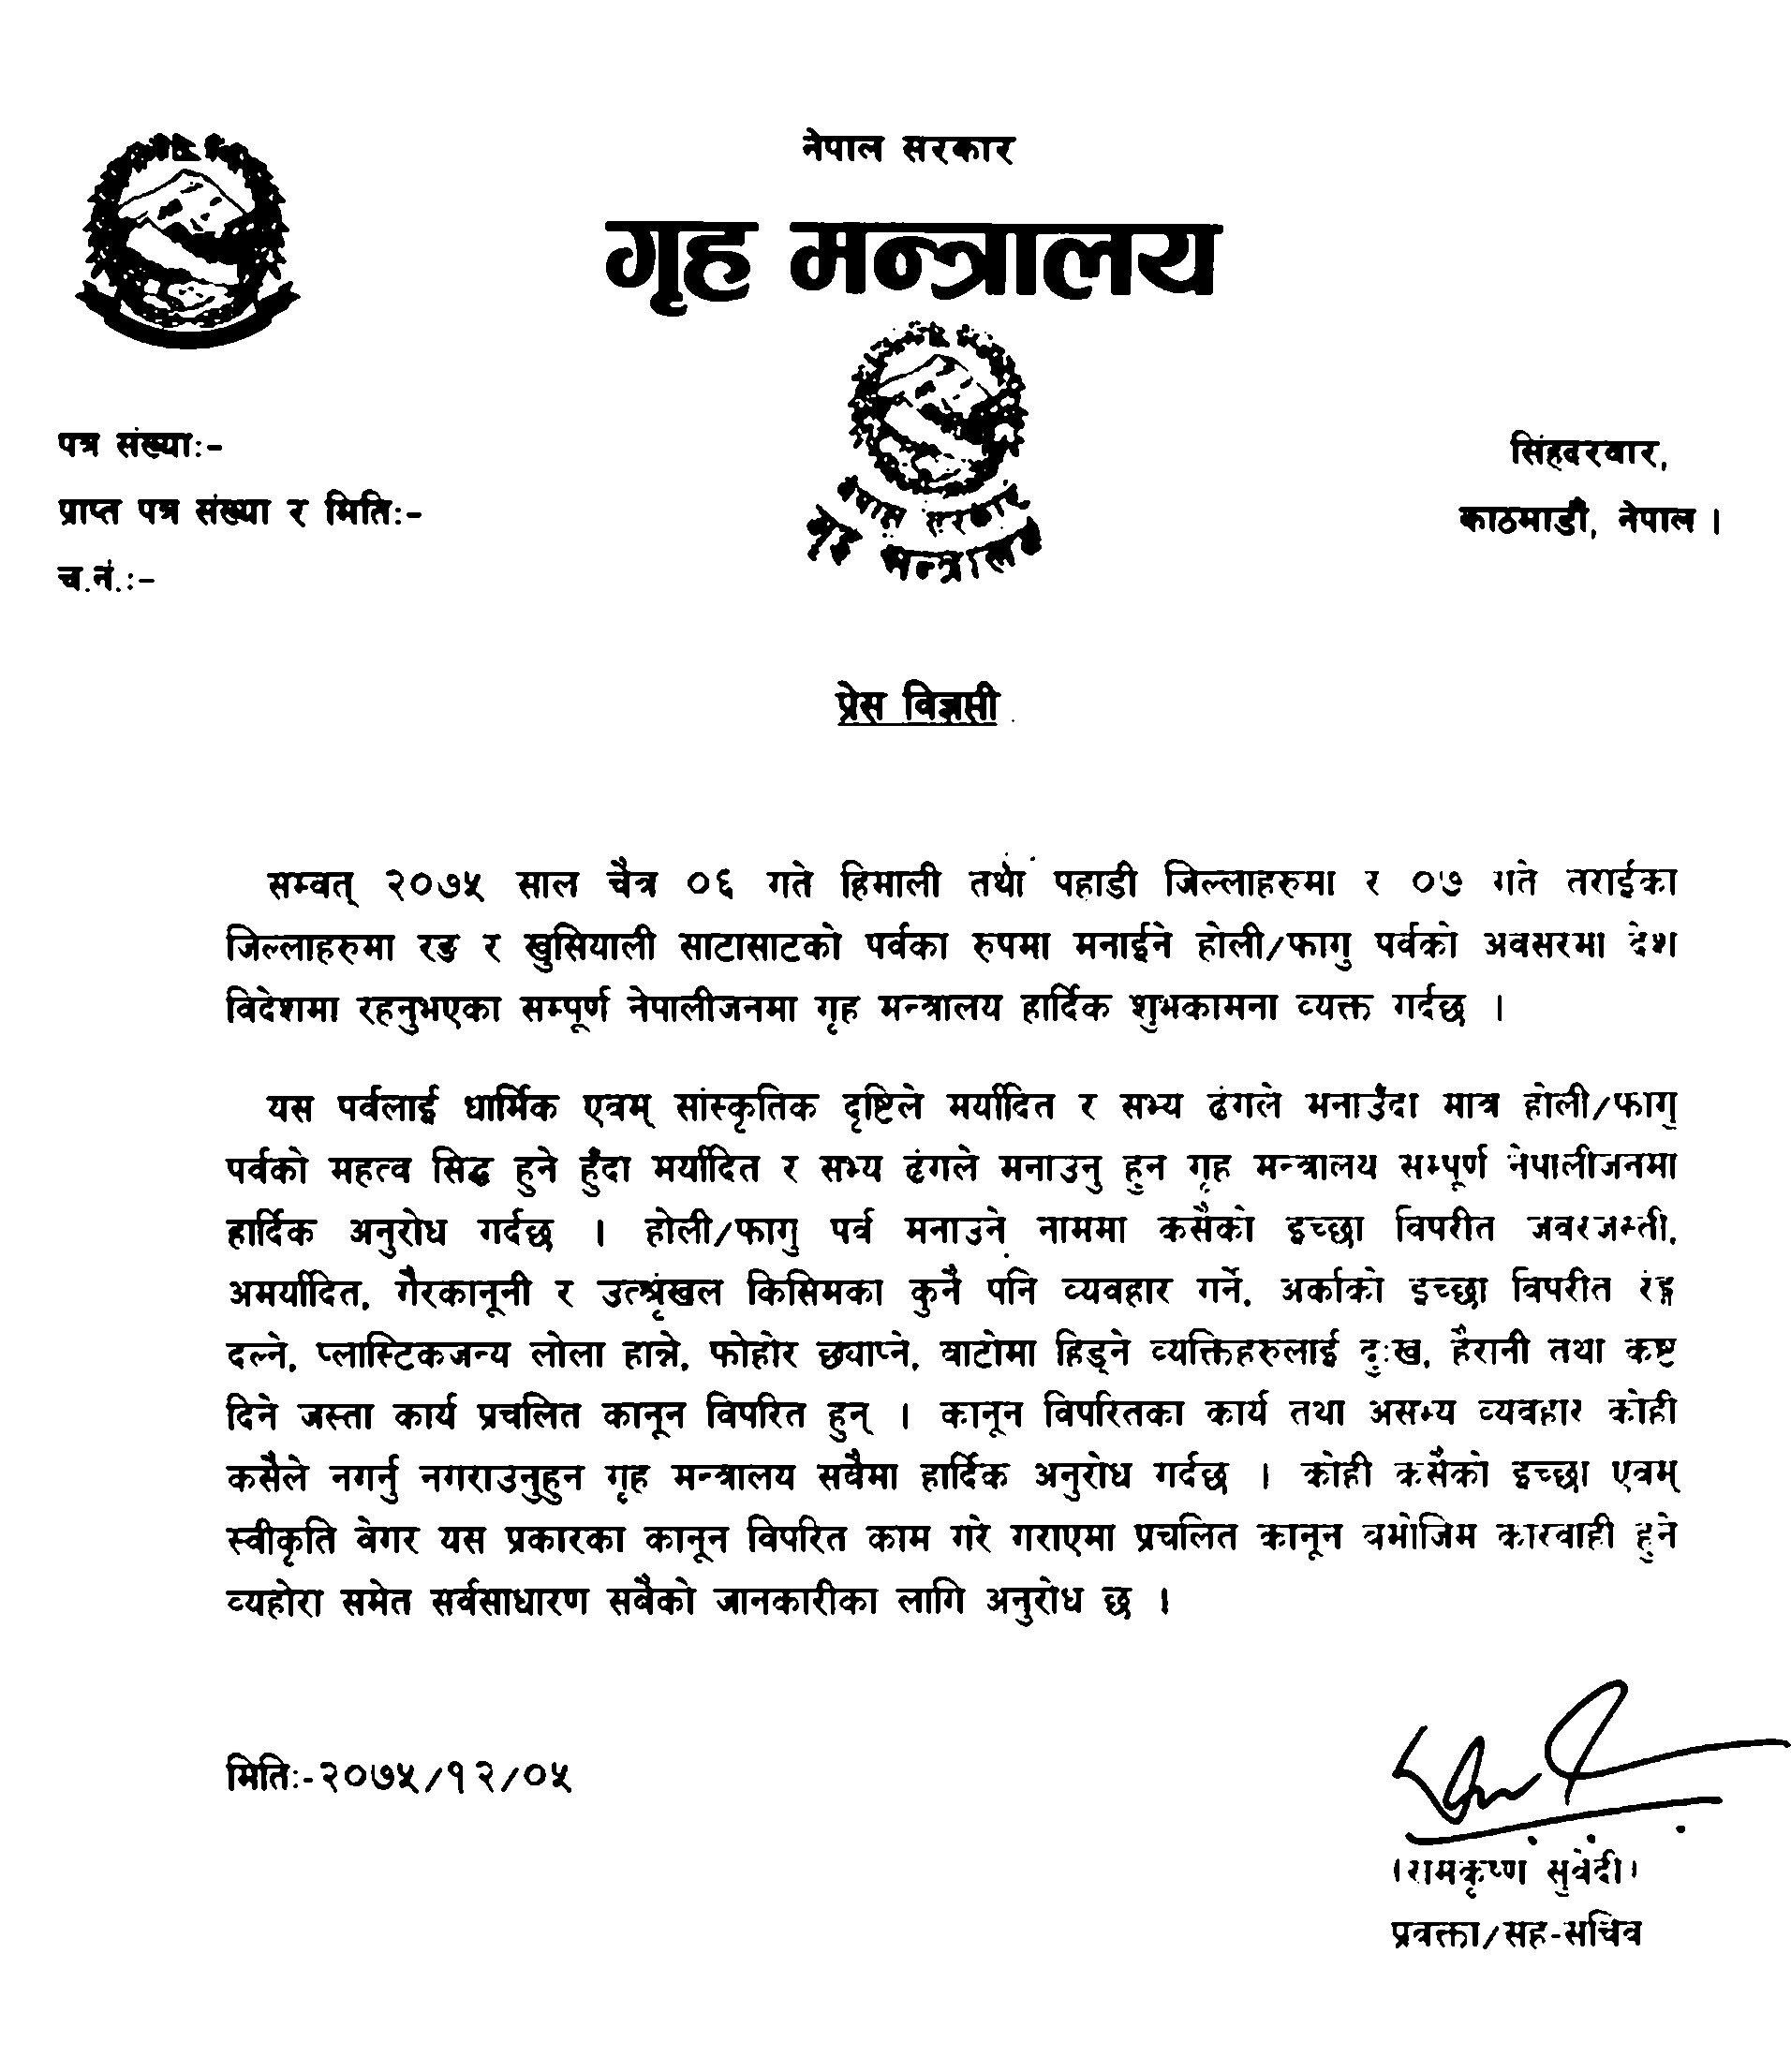 नेपाल सरकार
गृह मन्त्रालय
नेपाल सरकार
गृह मन्त्रालय
पत्र संख्याः-
प्राप्त पत्र संख्या र मितिः-
च.नं.:-
सिंहदरवार,
काठमाडौं, नेपाल ।
प्रेस विज्ञप्ती
सम्वत् २०७५ साल चैत्र ०६ गते हिमाली तथा पहाडी जिल्लाहरुमा र ०७ गते तराईका
जिल्लाहरुमा रङ र खुसियाली साटासाटको पर्वका रुपमा मनाईने होली/फागु पर्वको अवसरमा देश
विदेशमा रहनुभएका सम्पूर्ण नेपालीजनमा गृह मन्त्रालय हार्दिक शुभकामना व्यक्त गर्दछ ।
यस पर्वलाई धार्मिक एवम् सांस्कृतिक दृष्टिले मर्यादित र सभ्य ढंगले मनाउँदा मात्र होली/फागु
पर्वको महत्व सिद्ध हुने हुँदा मर्यादित र सभ्य ढंगले मनाउनु हुन गृह मन्त्रालय सम्पूर्ण नेपालीजनमा
हार्दिक अनुरोध गर्दछ । होली/फागु पर्व मनाउने नाममा कसैको इच्छा विपरीत जवरजस्ती,
अमर्यादित, गैरकानूनी र उत्श्रृंखल किसिमका कुनै पनि व्यवहार गर्ने, अर्काको इच्छा विपरीत रंङ्ग
दल्ने, प्लास्टिकजन्य लोला हान्ने, फोहोर छ्याप्ने, वाटोमा हिड्ने व्यक्तिहरुलाई दुःख, हैरानी तथा कष्ट
दिने जस्ता कार्य प्रचलित कानून विपरित हुन् । कानून विपरितका कार्य तथा असभ्य व्यवहार कोही
कसैले नगर्नु नगराउनुहुन गृह मन्त्रालय सवैमा हार्दिक अनुरोध गर्दछ । कोही कसैको इच्छा एवम्
स्वीकृति वेगर यस प्रकारका कानून विपरित काम गरे गराएमा प्रचलित कानून वमोजिम कारवाही हुने
व्यहोरा समेत सर्वसाधारण सवैको जानकारीका लागि अनुरोध छ ।
मितिः-२०७५/१२/०५
(रामकृष्ण सुवेदी)
प्रवक्ता/सह-सचिव